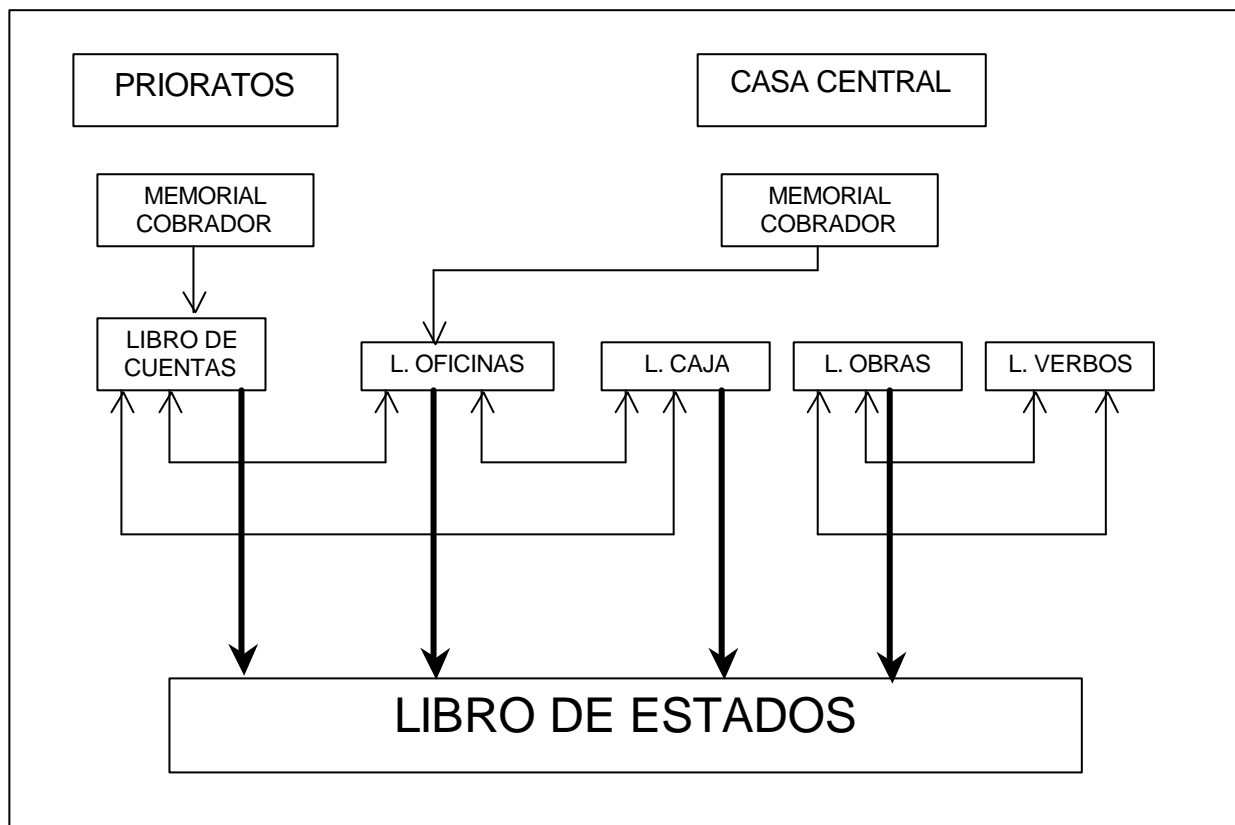 PRIORATOS
CASA CENTRAL
MEMORIAL
COBRADOR
MEMORIAL
COBRADOR
LIBRO DE
CUENTAS
L. OFICINAS
L. CAJA
L. OBRAS
L. VERBOS
LIBRO DE ESTADOS